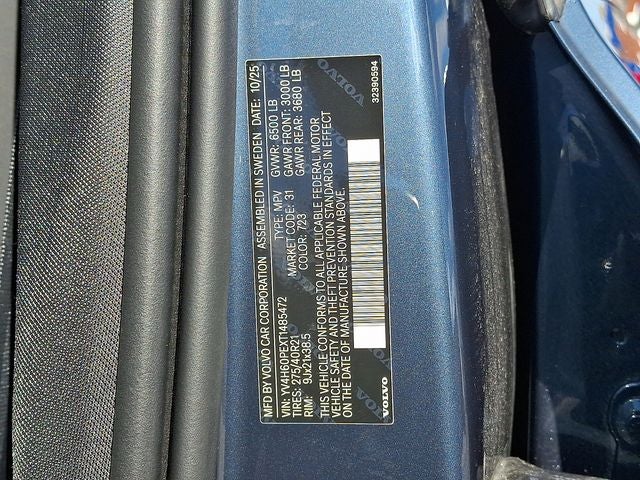 MFD BY VOLVO CAR CORPORATION ASSEMBLED IN SWEDEN DATE: 10/25
VIN: YV4H60PEXT1485472 TYPE: MPV GVWR: 6500 LB
TIRES: 275/40R21 MARKET CODE: 31 GAWR FRONT: 3000 LB
RIM: 9Jx21x38.5 COLOR: 723 GAWR REAR: 3680 LB
THIS VEHICLE CONFORMS TO ALL APPLICABLE FEDERAL MOTOR
VEHICLE SAFETY AND THEFT PREVENTION STANDARDS IN EFFECT
ON THE DATE OF MANUFACTURE SHOWN ABOVE.
VOLVO 32390594